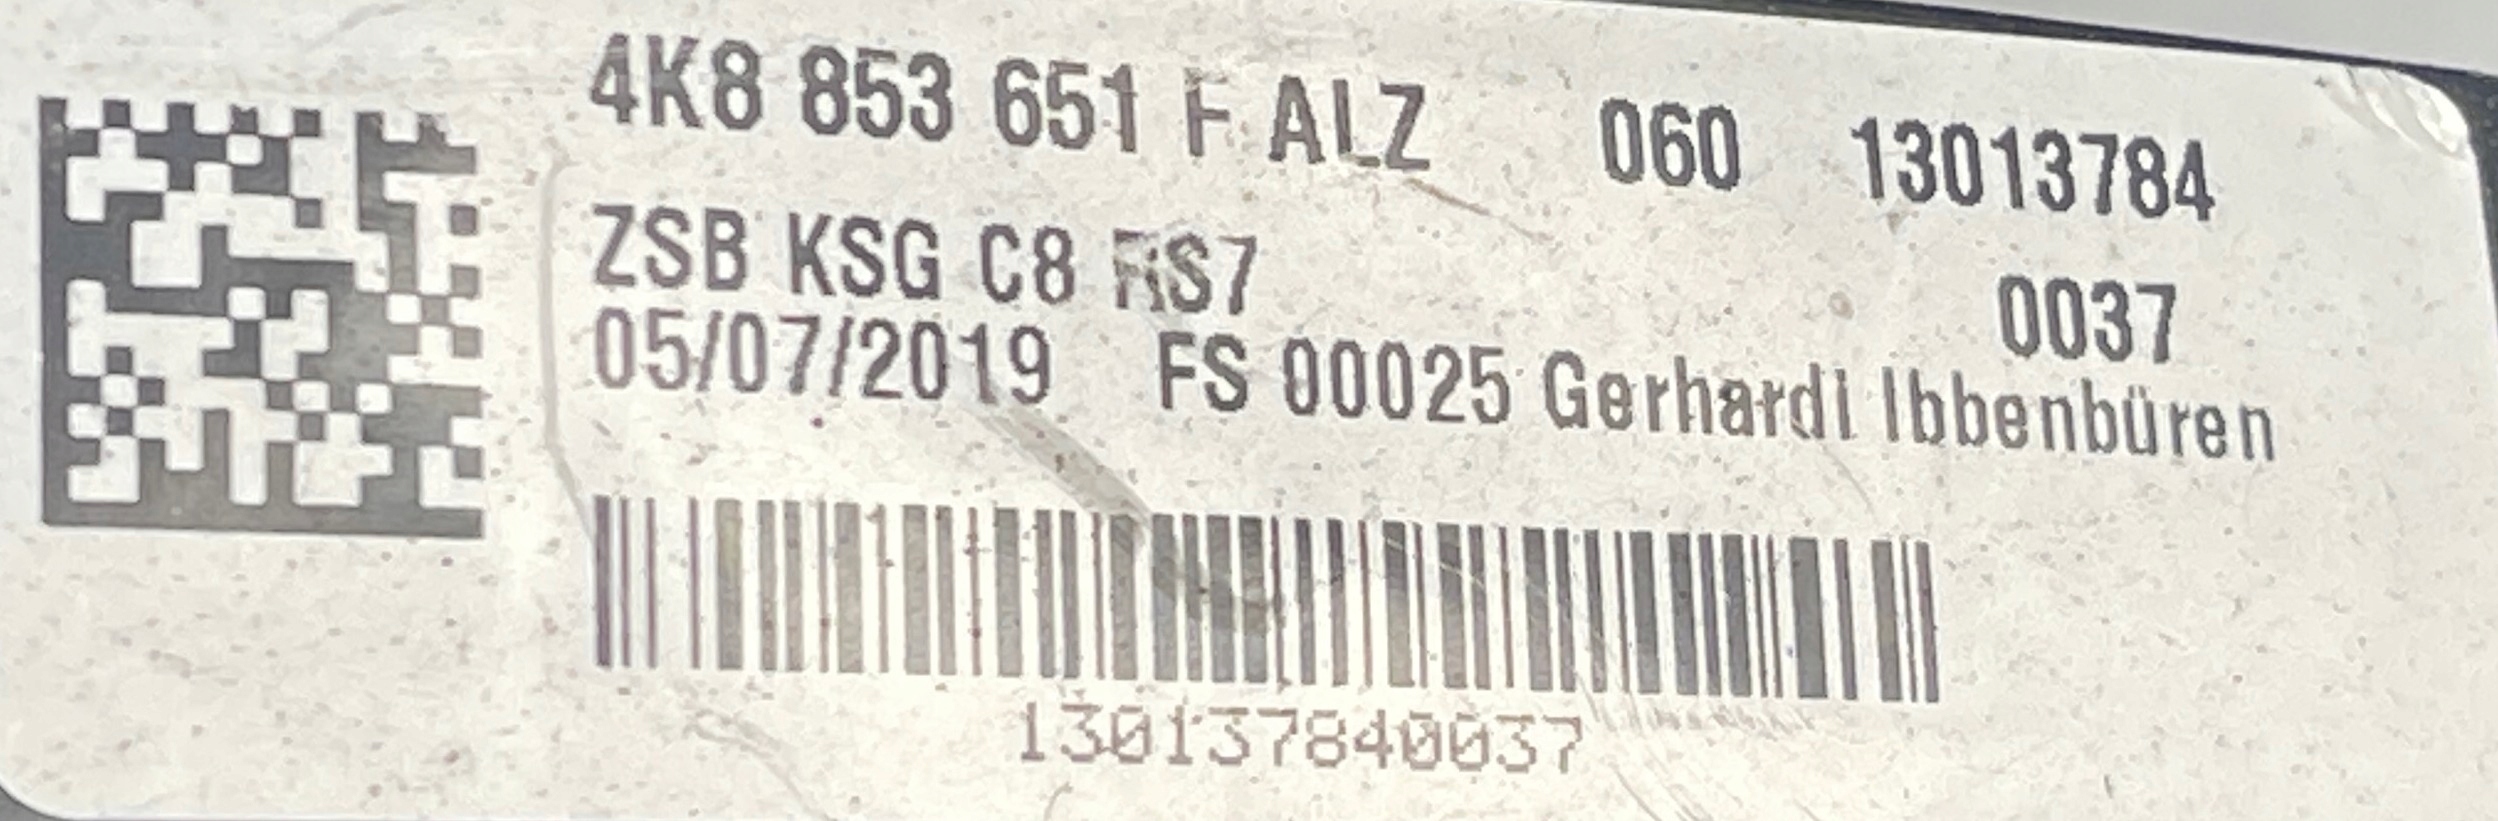 4K8 853 651 F ALZ 060 13013784
ZSB KSG C8 RS7 0037
05/07/2019 FS 00025 Gerhardi Ibbenbüren
130137840037